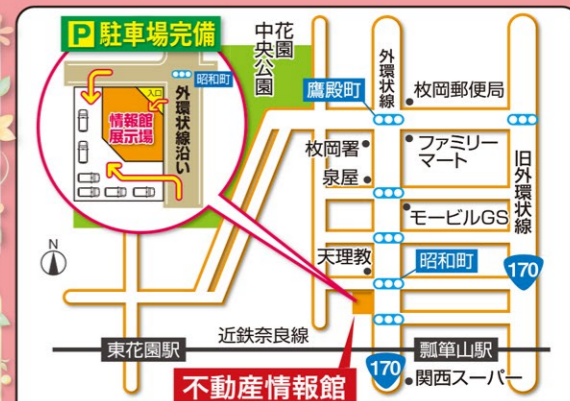 P 駐車場完備
花園
中央公園
外環状線
昭和町
入口
情報館
展示場
外環状線沿い
鷹殿町
枚岡郵便局
枚岡署
ファミリー
マート
泉屋
旧外環状線
モービルGS
天理教
昭和町
170
N
近鉄奈良線
東花園駅
瓢箪山駅
不動産情報館
170
関西スーパー